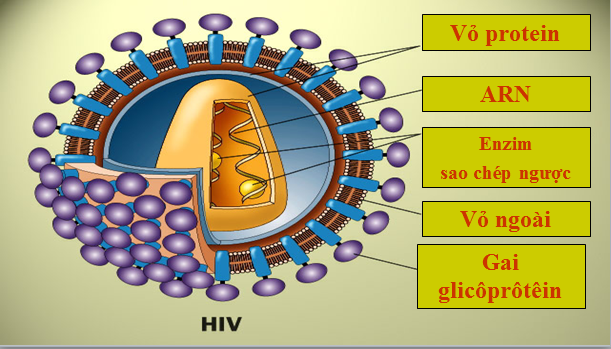 Vỏ protein
ARN
Enzim
sao chép ngược
Vỏ ngoài
Gai
glicôprôtêin
HIV